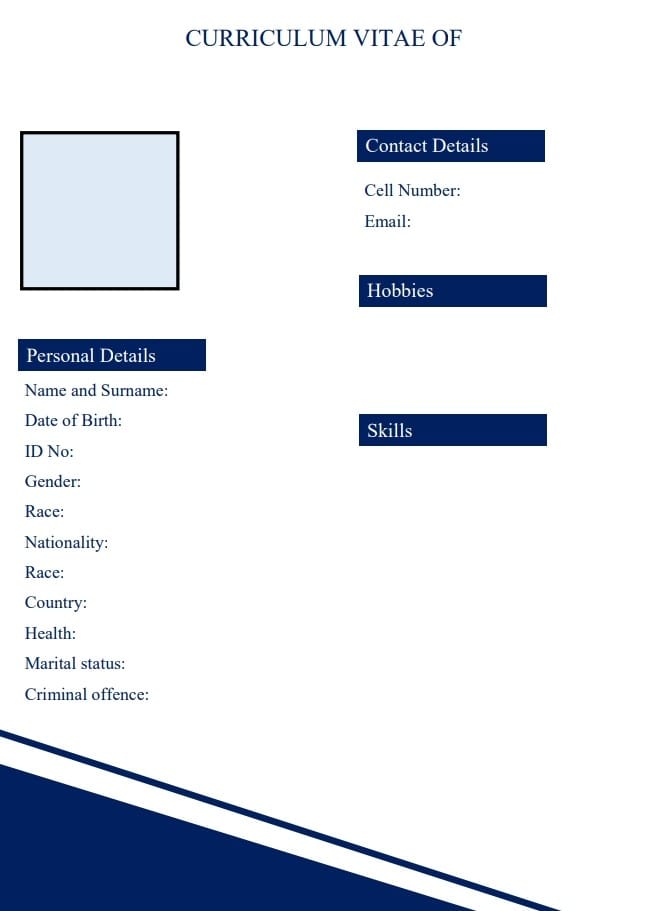 CURRICULUM VITAE OF
Personal Details
Name and Surname:
Date of Birth:
ID No:
Gender:
Race:
Nationality:
Race:
Country:
Health:
Marital status:
Criminal offence:
Contact Details
Cell Number:
Email:
Hobbies
Skills